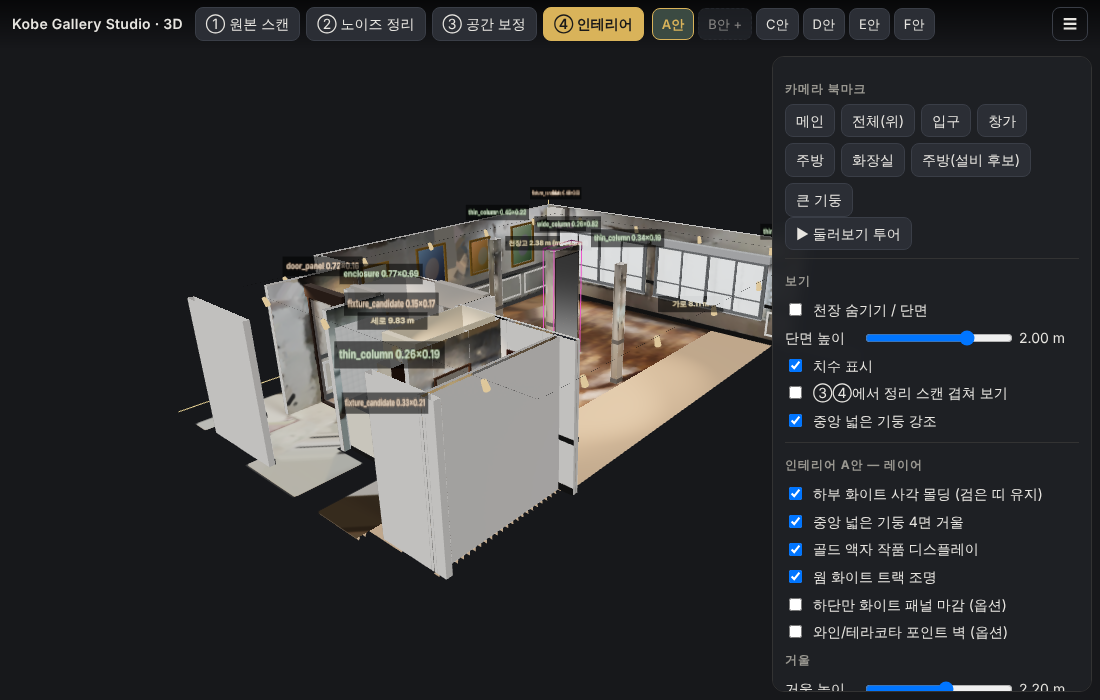 Kobe Gallery Studio · 3D
① 원본 스캔
② 노이즈 정리
③ 공간 보정
④ 인테리어
A안
B안 +
C안
D안
E안
F안
☰
카메라 북마크
메인
전체(위)
입구
창가
주방
화장실
주방(설비 후보)
큰 기둥
▶ 둘러보기 투어
보기
천장 숨기기 / 단면
단면 높이
2.00 m
치수 표시
③④에서 정리 스캔 겹쳐 보기
중앙 넓은 기둥 강조
인테리어 A안 — 레이어
하부 화이트 사각 몰딩 (검은 띠 유지)
중앙 넓은 기둥 4면 거울
골드 액자 작품 디스플레이
웜 화이트 트랙 조명
하단만 화이트 패널 마감 (옵션)
와인/테라코타 포인트 벽 (옵션)
거울
거울 높이
2.20 m
wide_column 0.26×0.82
thin_column 0.34×0.19
enclosure 0.77×0.69
fixture_candidate 0.15×0.17
세로 9.83 m
thin_column 0.26×0.19
fixture_candidate 0.33×0.21